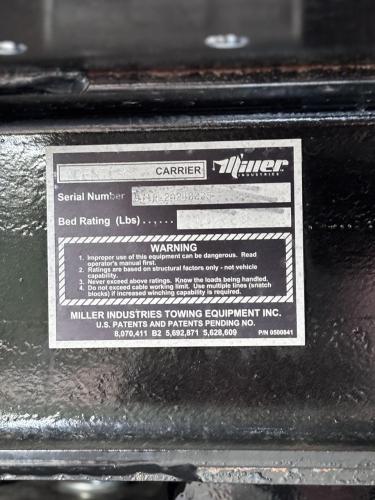 CARRIER Miller
INDUSTRIES
Serial Number
Bed Rating (Lbs)......
WARNING
1. Improper use of this equipment can be dangerous. Read
operator's manual first.
2. Ratings are based on structural factors only - not vehicle
capability.
3. Never exceed above ratings. Know the loads being handled.
4. Do not exceed cable working limit. Use multiple lines (snatch
blocks) if increased winching capability is required.
MILLER INDUSTRIES TOWING EQUIPMENT INC.
U.S. PATENTS AND PATENTS PENDING NO.
8,070,411 B2 5,692,871 5,628,609 P/N 0500841